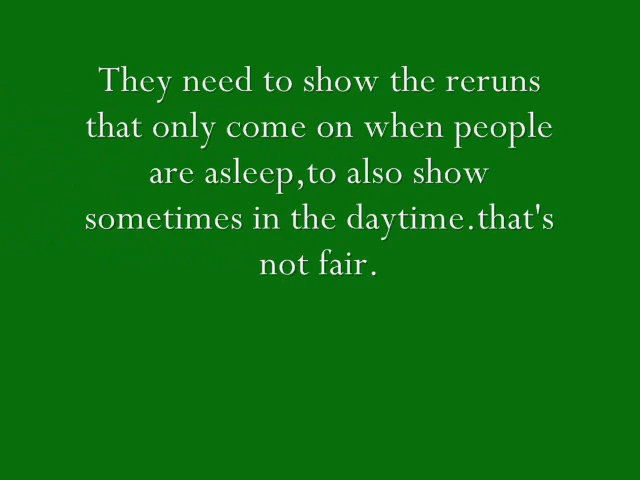 They need to show the reruns
that only come on when people
are asleep,to also show
sometimes in the daytime.that's
not fair.